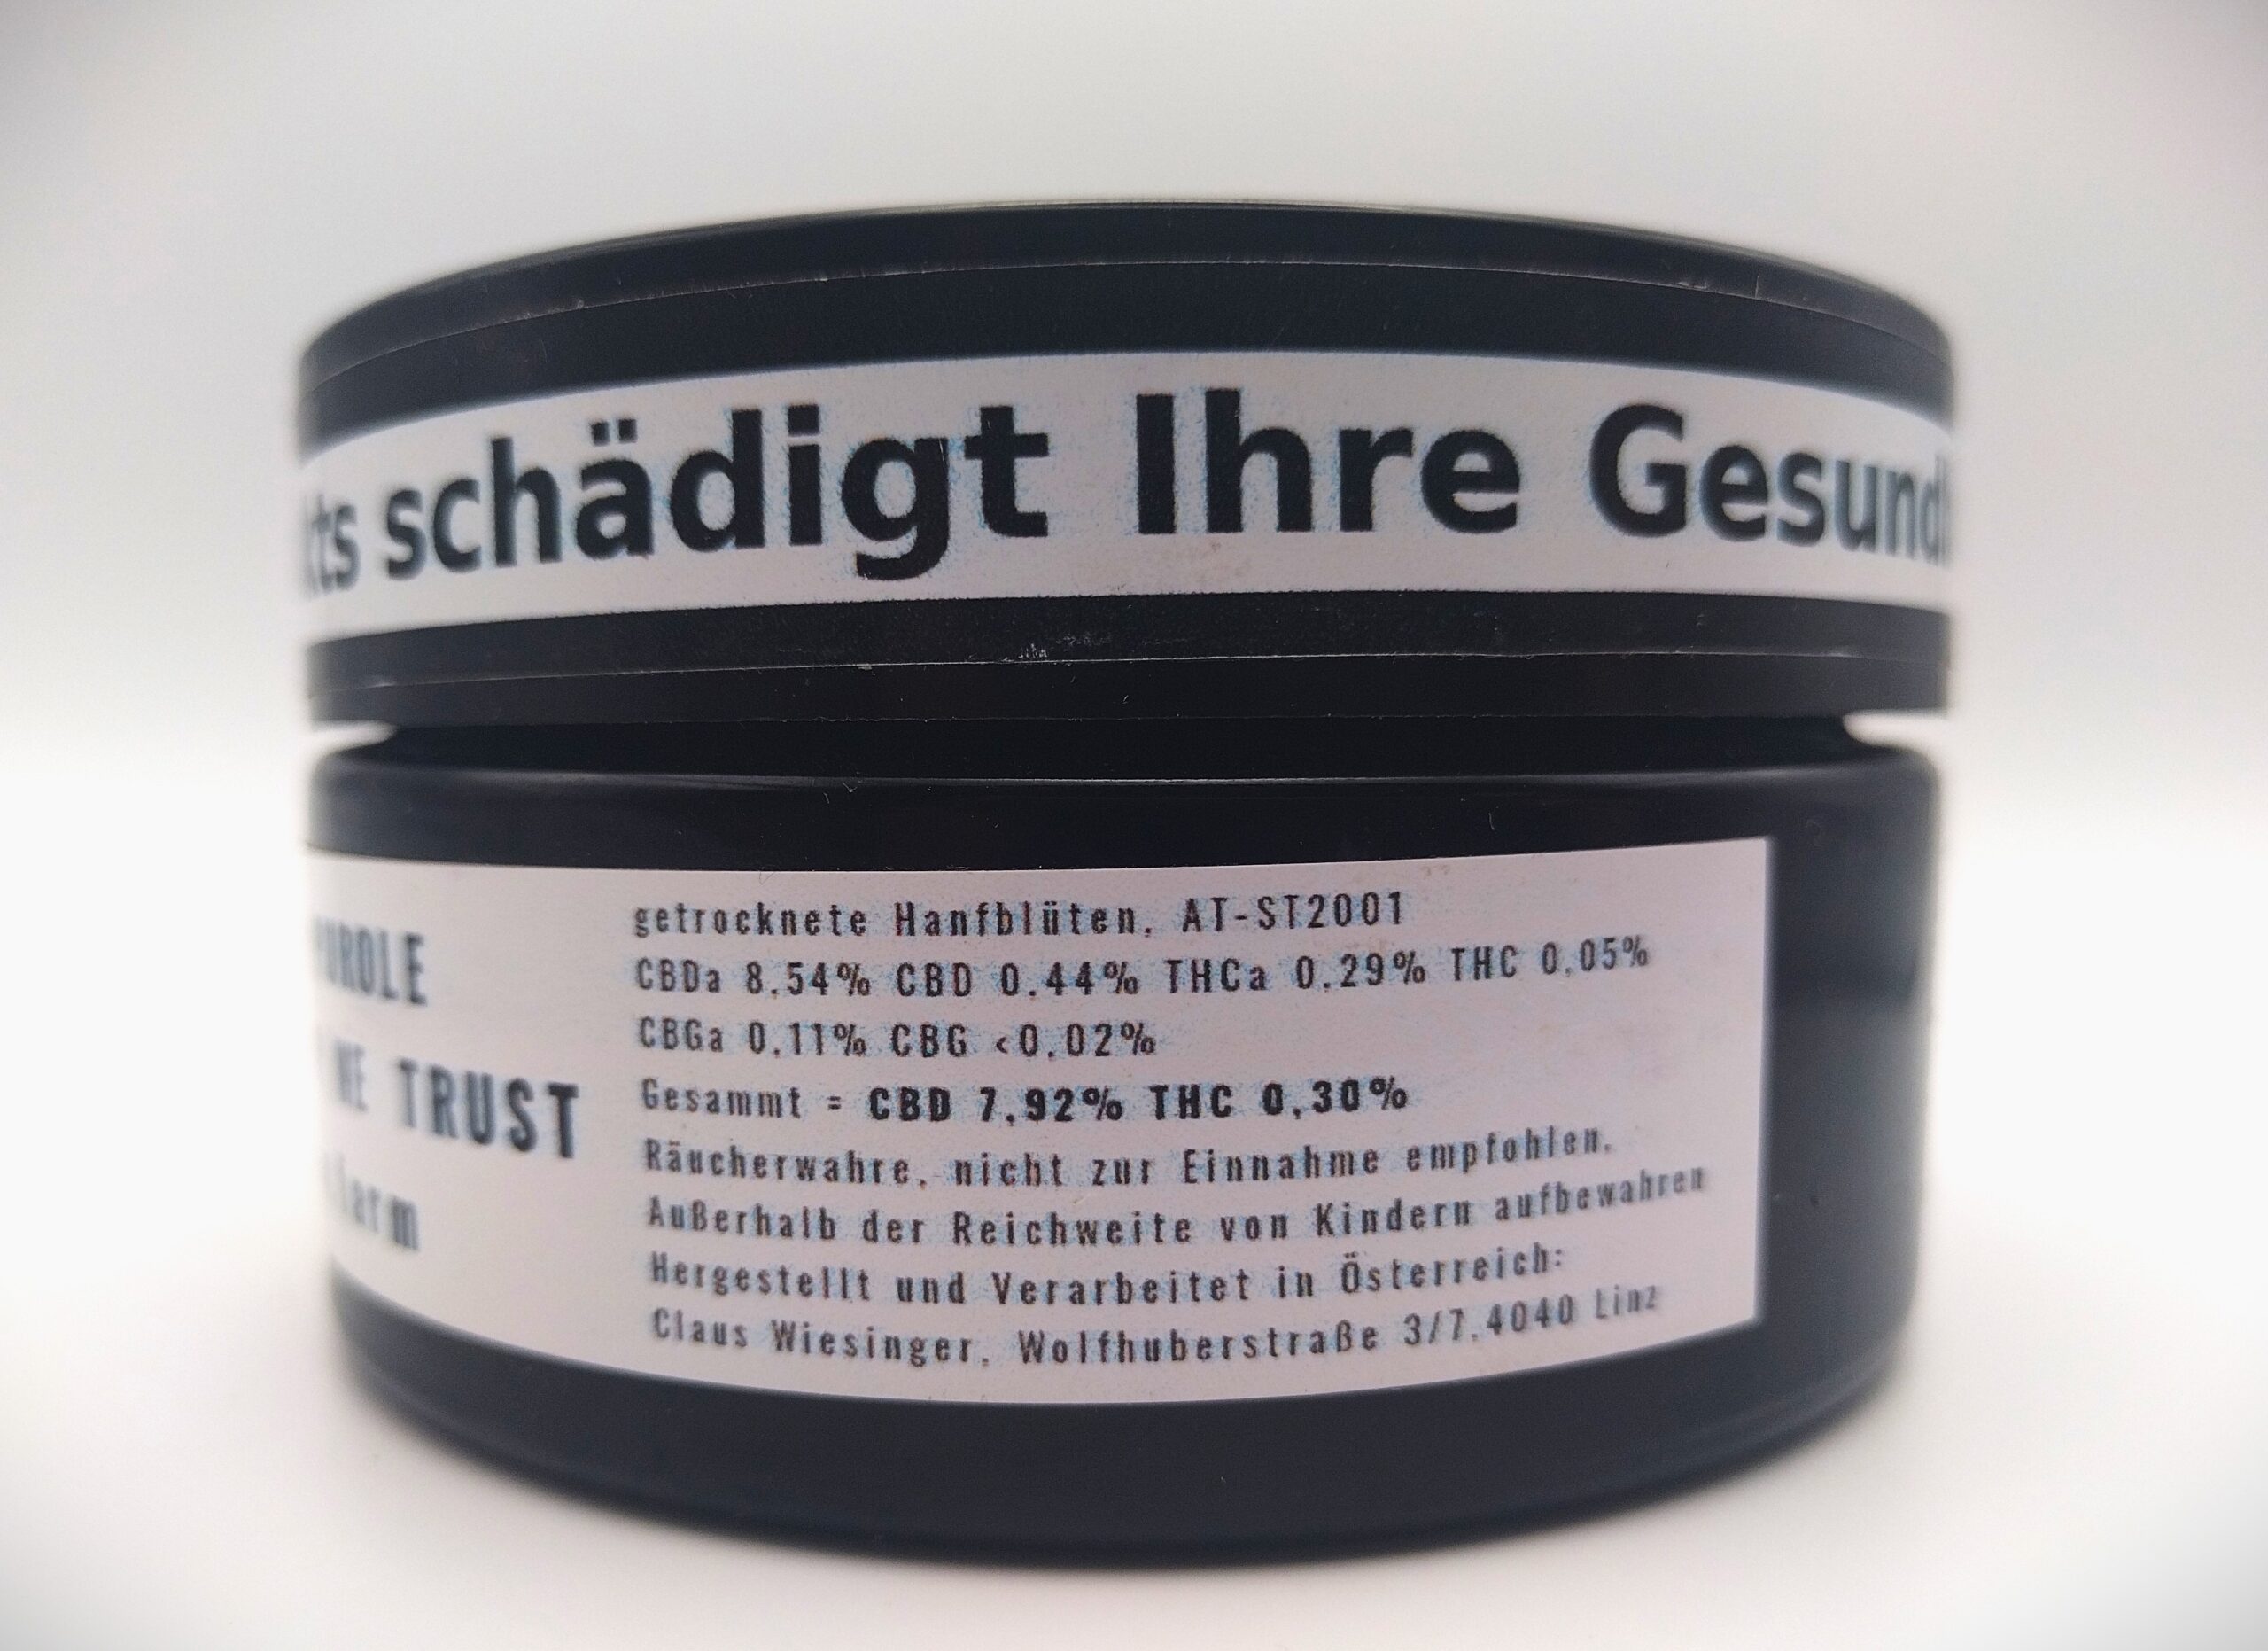 schädigt Ihre
WE TRUST
getrocknete Hanfblüten, AT-ST2001
CBDa 8,54% CBD 0,44% THCa 0,29% THC 0,05%
CBGa 0,11% CBG <0,02%
Gesammt = CBD 7,92% THC 0,30%
Räucherwahre, nicht zur Einnahme empfohlen,
Außerhalb der Reichweite von Kindern aufbewahren
Hergestellt und Verarbeitet in Österreich:
Claus Wiesinger, Wolfhuberstraße 3/7,4040 Linz